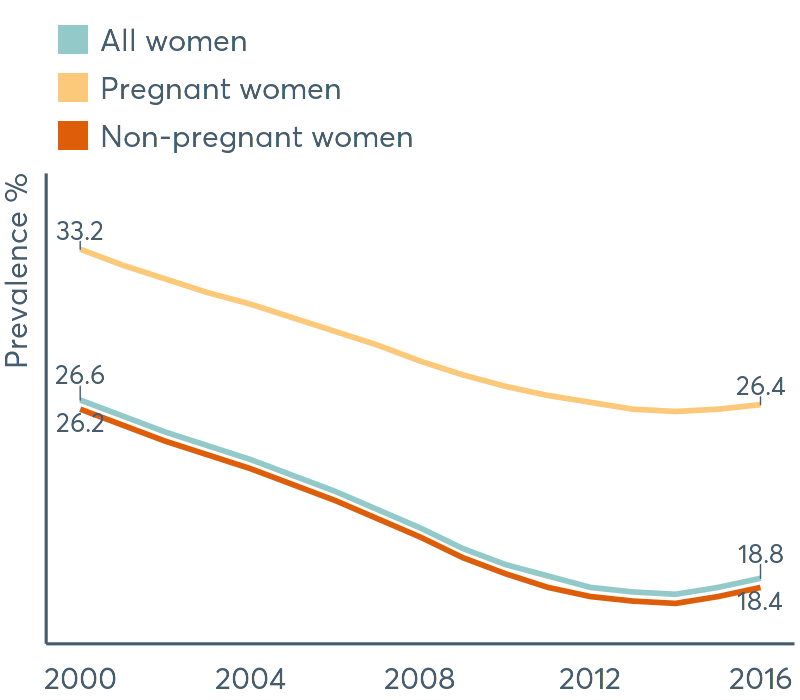 All women
Pregnant women
Non-pregnant women
Prevalence %
33.2
26.6
26.2
26.4
18.8
18.4
2000 2004 2008 2012 2016